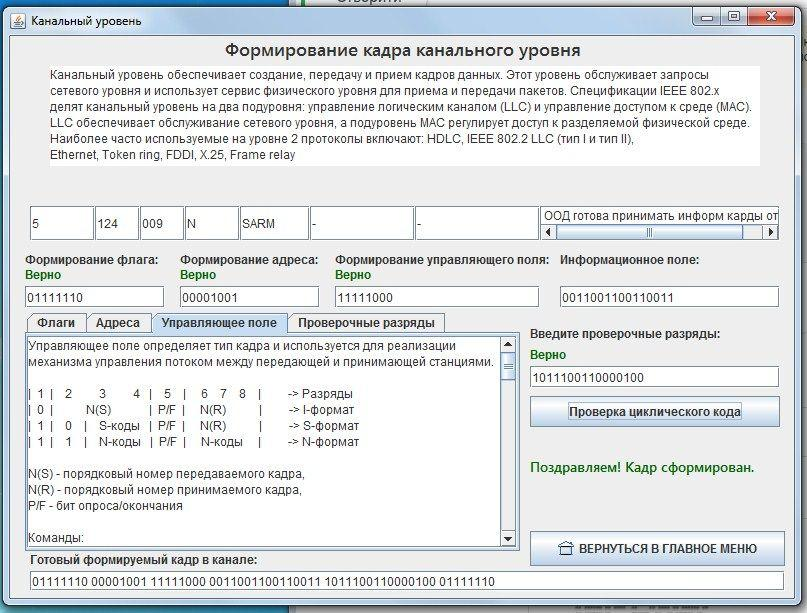 Канальный уровень
Формирование кадра канального уровня
Канальный уровень обеспечивает создание, передачу и прием кадров данных. Этот уровень обслуживает запросы
сетевого уровня и использует сервис физического уровня для приема и передачи пакетов. Спецификации IEEE 802.x
делят канальный уровень на два подуровня: управление логическим каналом (LLC) и управление доступом к среде (MAC).
LLC обеспечивает обслуживание сетевого уровня, а подуровень MAC регулирует доступ к разделяемой физической среде.
Наиболее часто используемые на уровне 2 протоколы включают: HDLC, IEEE 802.2 LLC (тип I и тип II),
Ethernet, Token ring, FDDI, X.25, Frame relay
5 124 009 N SARM - - ООД готова принимать информ карды от
Формирование флага: Формирование адреса: Формирование управляющего поля: Информационное поле:
Верно Верно Верно
01111110 00001001 11111000 0011001100110011
Флаги Адреса Управляющее поле Проверочные разряды
Управляющее поле определяет тип кадра и используется для реализации
механизма управления потоком между передающей и принимающей станциями.
| 1 | 2 3 4 | 5 | 6 7 8 | -> Разряды
| 0 | N(S) | P/F | N(R) | -> I-формат
| 1 | 0 | S-коды | P/F | N(R) | -> S-формат
| 1 | 1 | N-коды | P/F | N-коды | -> N-формат
N(S) - порядковый номер передаваемого кадра,
N(R) - порядковый номер принимаемого кадра,
P/F - бит опроса/окончания
Команды:
Введите проверочные разряды:
Верно
1011100110000100
Проверка циклического кода
Поздравляем! Кадр сформирован.
ВЕРНУТЬСЯ В ГЛАВНОЕ МЕНЮ
Готовый формируемый кадр в канале:
01111110 00001001 11111000 0011001100110011 1011100110000100 01111110